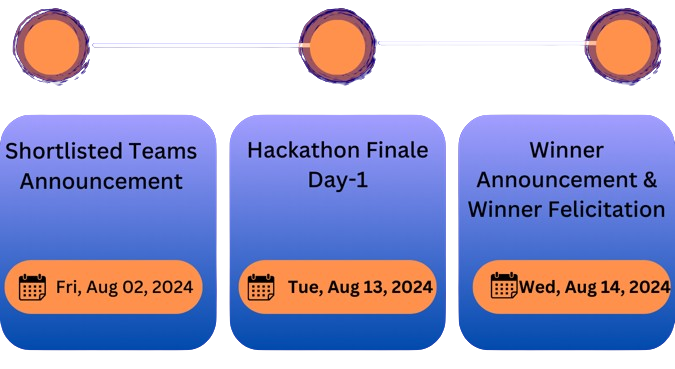 Shortlisted Teams
Announcement
Fri, Aug 02, 2024
Hackathon Finale
Day-1
Tue, Aug 13, 2024
Winner
Announcement &
Winner Felicitation
Wed, Aug 14, 2024